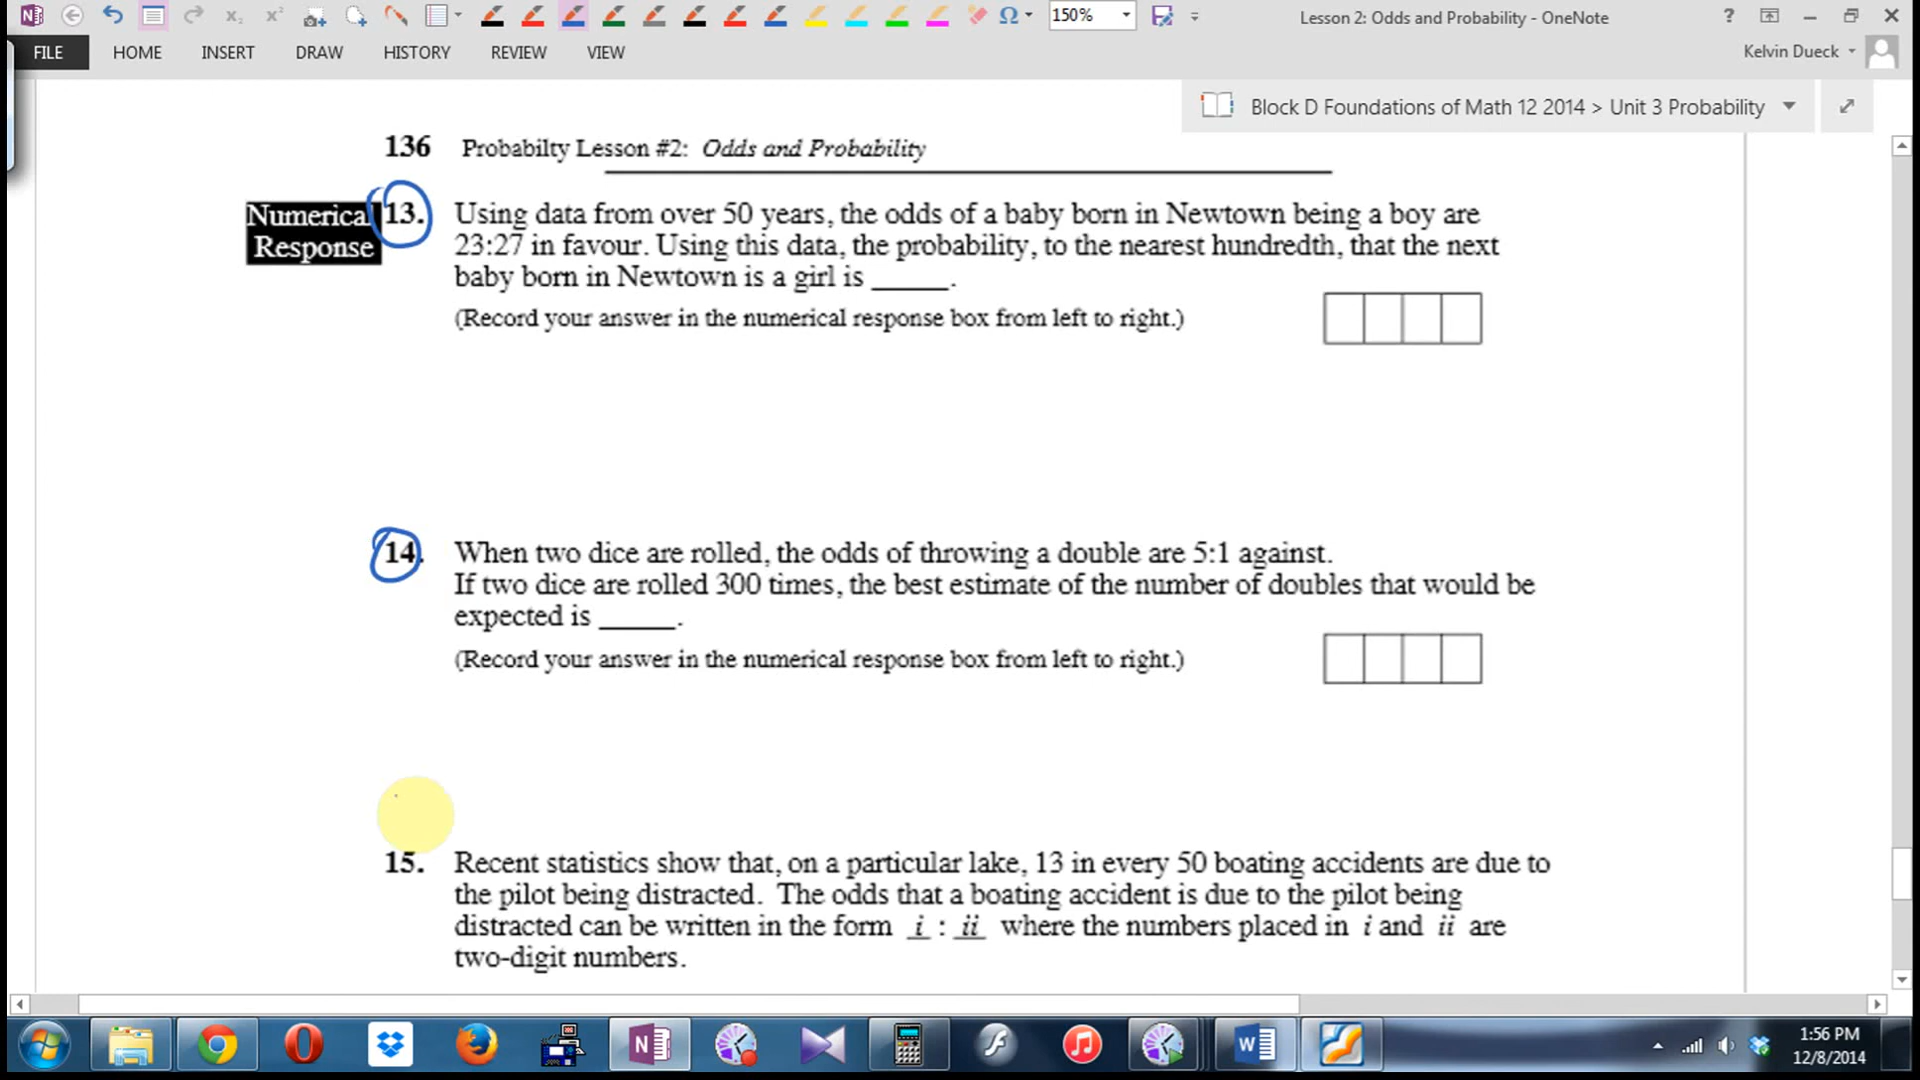 150%
Lesson 2: Odds and Probability - OneNote
FILE HOME INSERT DRAW HISTORY REVIEW VIEW
Kelvin Dueck
Block D Foundations of Math 12 2014 > Unit 3 Probability
136 Probabilty Lesson #2: Odds and Probability
Numerical
Response
13. Using data from over 50 years, the odds of a baby born in Newtown being a boy are
23:27 in favour. Using this data, the probability, to the nearest hundredth, that the next
baby born in Newtown is a girl is _____.
(Record your answer in the numerical response box from left to right.)
14. When two dice are rolled, the odds of throwing a double are 5:1 against.
If two dice are rolled 300 times, the best estimate of the number of doubles that would be
expected is _____.
(Record your answer in the numerical response box from left to right.)
15. Recent statistics show that, on a particular lake, 13 in every 50 boating accidents are due to
the pilot being distracted. The odds that a boating accident is due to the pilot being
distracted can be written in the form i : ii where the numbers placed in i and ii are
two-digit numbers.
1:56 PM
12/8/2014